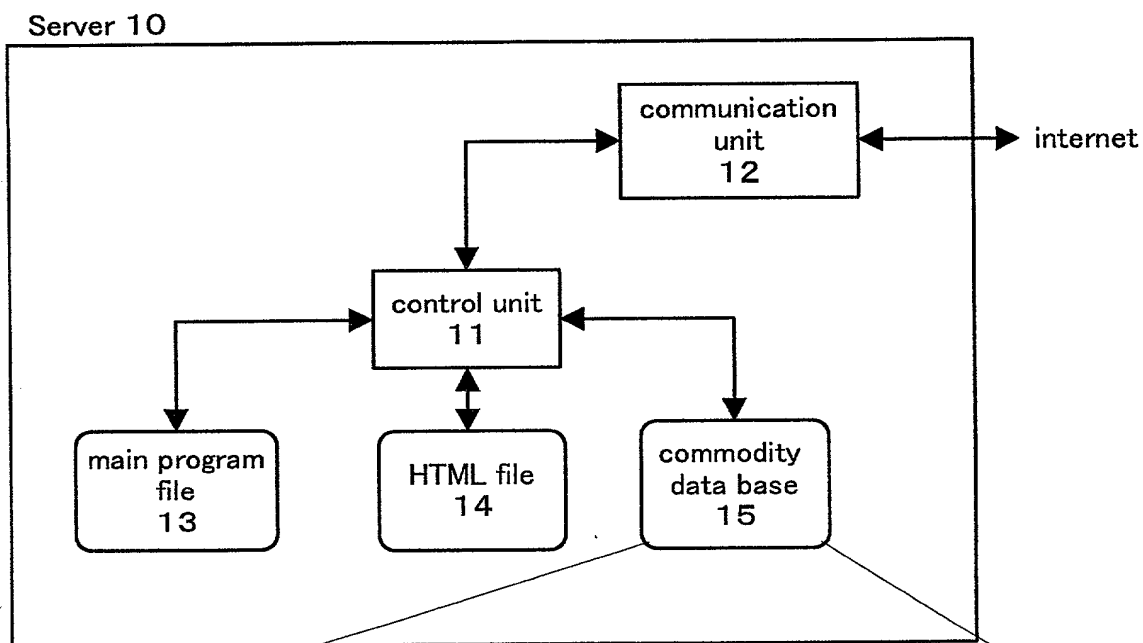 Server 10
communication
unit
12
internet
control unit
11
main program
file
13
HTML file
14
commodity
data base
15